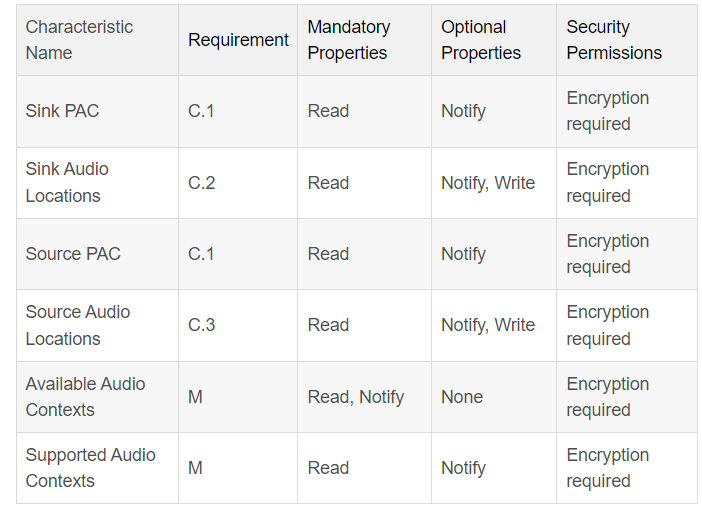 Characteristic
Name
Requirement
Mandatory
Properties
Optional
Properties
Security
Permissions
Sink PAC
C.1
Read
Notify
Encryption
required
Sink Audio
Locations
C.2
Read
Notify, Write
Encryption
required
Source PAC
C.1
Read
Notify
Encryption
required
Source Audio
Locations
C.3
Read
Notify, Write
Encryption
required
Available Audio
Contexts
M
Read, Notify
None
Encryption
required
Supported Audio
Contexts
M
Read
Notify
Encryption
required